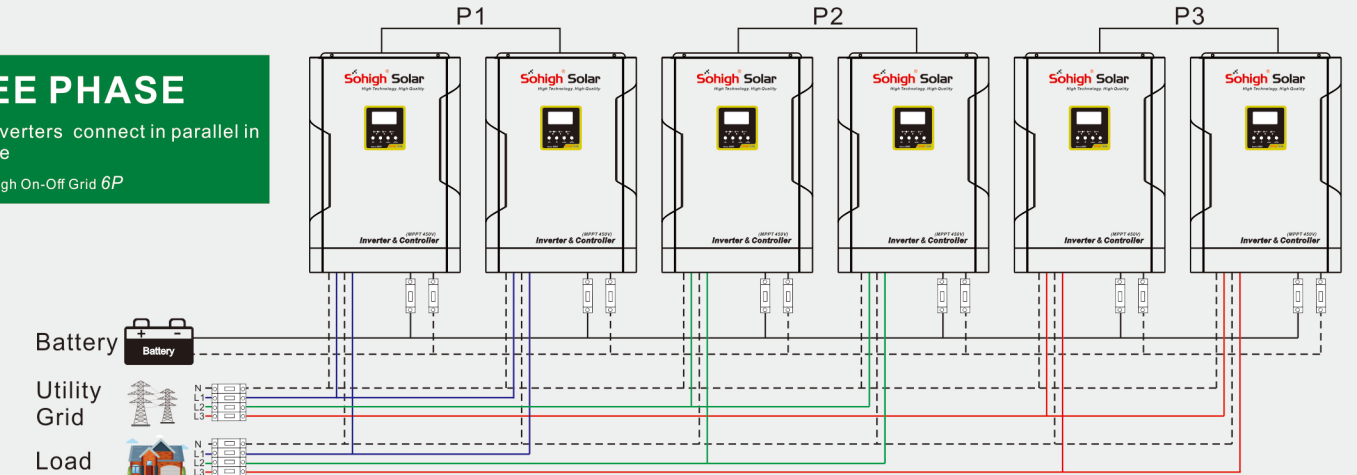 P1 P2 P3
EE PHASE
verters connect in parallel in
e
gh On-Off Grid 6P
Sohigh® Solar Sohigh® Solar Sohigh® Solar Sohigh® Solar Sohigh® Solar Sohigh® Solar
High Technology. High Quality High Technology. High Quality High Technology. High Quality High Technology. High Quality High Technology. High Quality High Technology. High Quality
(MPPT 450V) (MPPT 450V) (MPPT 450V) (MPPT 450V) (MPPT 450V) (MPPT 450V)
Inverter & Controller Inverter & Controller Inverter & Controller Inverter & Controller Inverter & Controller Inverter & Controller
Battery
+ -
Battery
Utility
Grid
N
L1
L2
L3
Load
N
L1
L2
L3